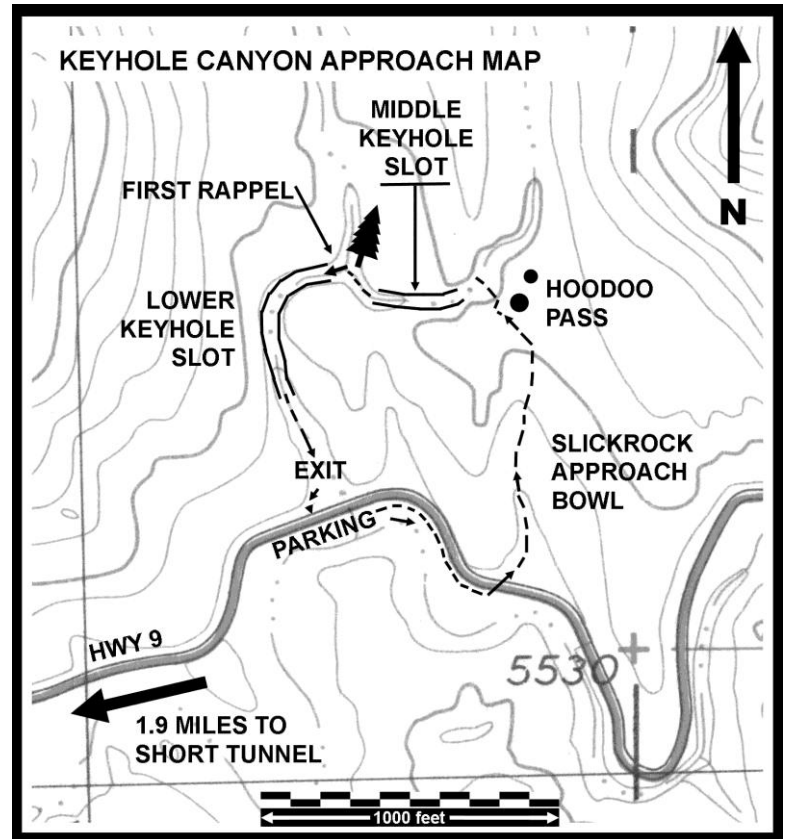 KEYHOLE CANYON APPROACH MAP
MIDDLE
KEYHOLE
SLOT
FIRST RAPPEL
N
HOODOO
PASS
LOWER
KEYHOLE
SLOT
SLICKROCK
APPROACH
BOWL
EXIT
PARKING
HWY 9
5530
1.9 MILES TO
SHORT TUNNEL
1000 feet